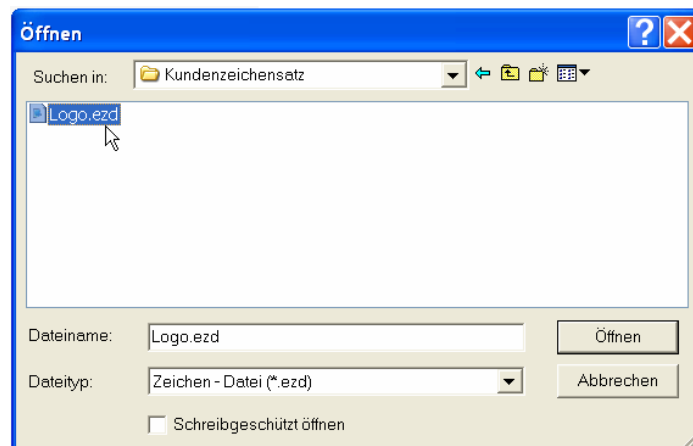 Öffnen
Suchen in: Kundenzeichensatz
Logo.ezd
Dateiname: Logo.ezd Öffnen
Dateityp: Zeichen - Datei (*.ezd) Abbrechen
Schreibgeschützt öffnen